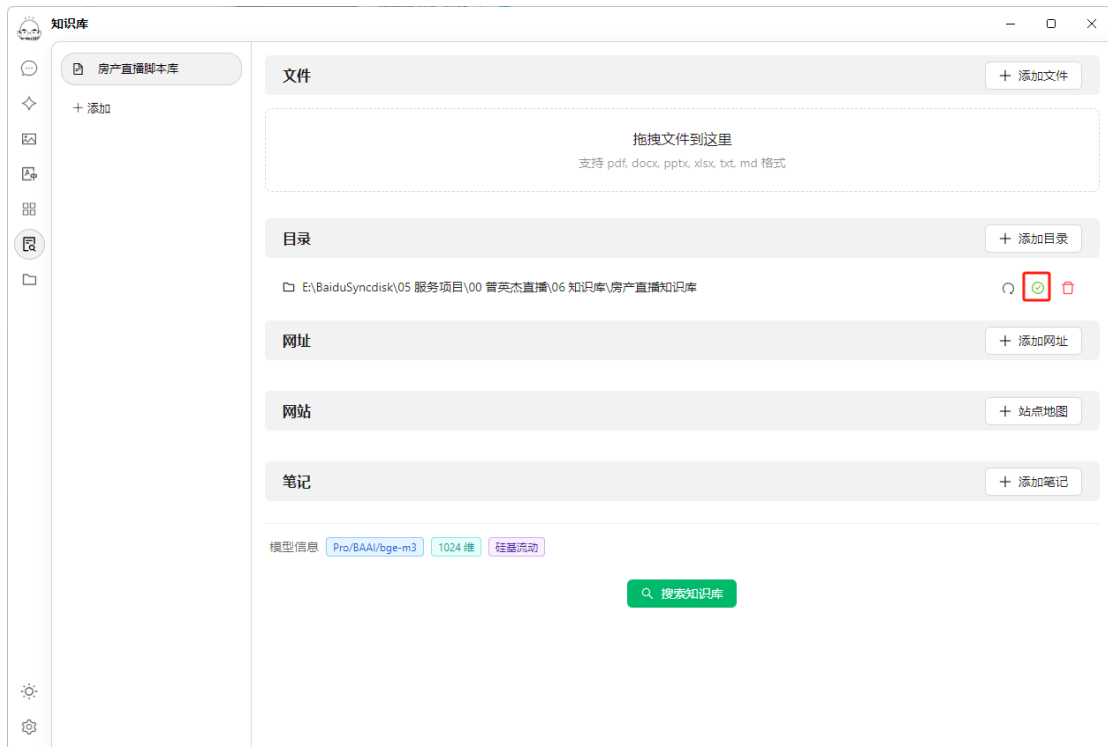 知识库
房产直播脚本库
+ 添加
文件
+ 添加文件
拖拽文件到这里
支持 pdf, docx, pptx, xlsx, txt, md 格式
目录
+ 添加目录
E:\BaiduSyncdisk\05 服务项目\00 曾英杰直播\06 知识库\房产直播知识库
网址
+ 添加网址
网站
+ 站点地图
笔记
+ 添加笔记
模型信息 Pro/BAAI/bge-m3 1024 维 硅基流动
搜索知识库